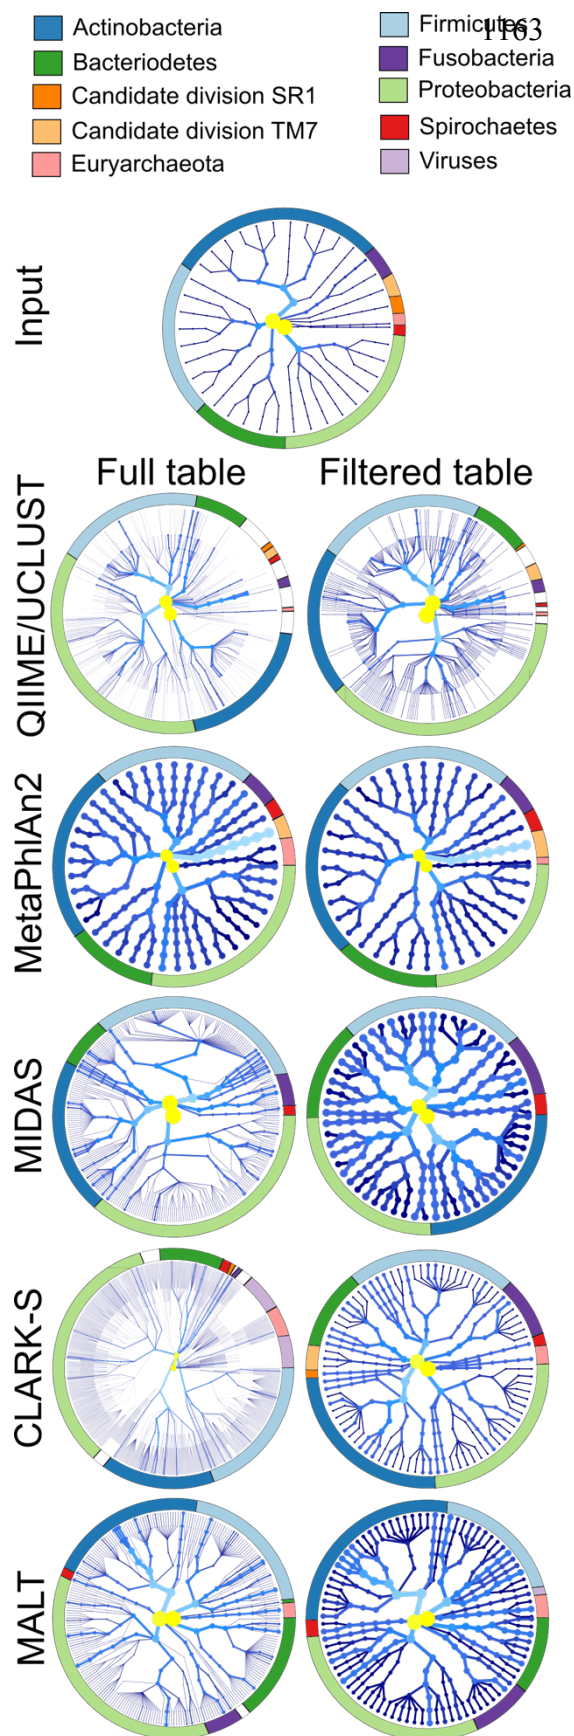 Actinobacteria
Bacteriodetes
Candidate division SR1
Candidate division TM7
Euryarchaeota
Firmicutes
1163
Fusobacteria
Proteobacteria
Spirochaetes
Viruses
Input
Full table
Filtered table
QIIME/UCLUST
MetaPhlAn2
MIDAS
CLARK-S
MALT